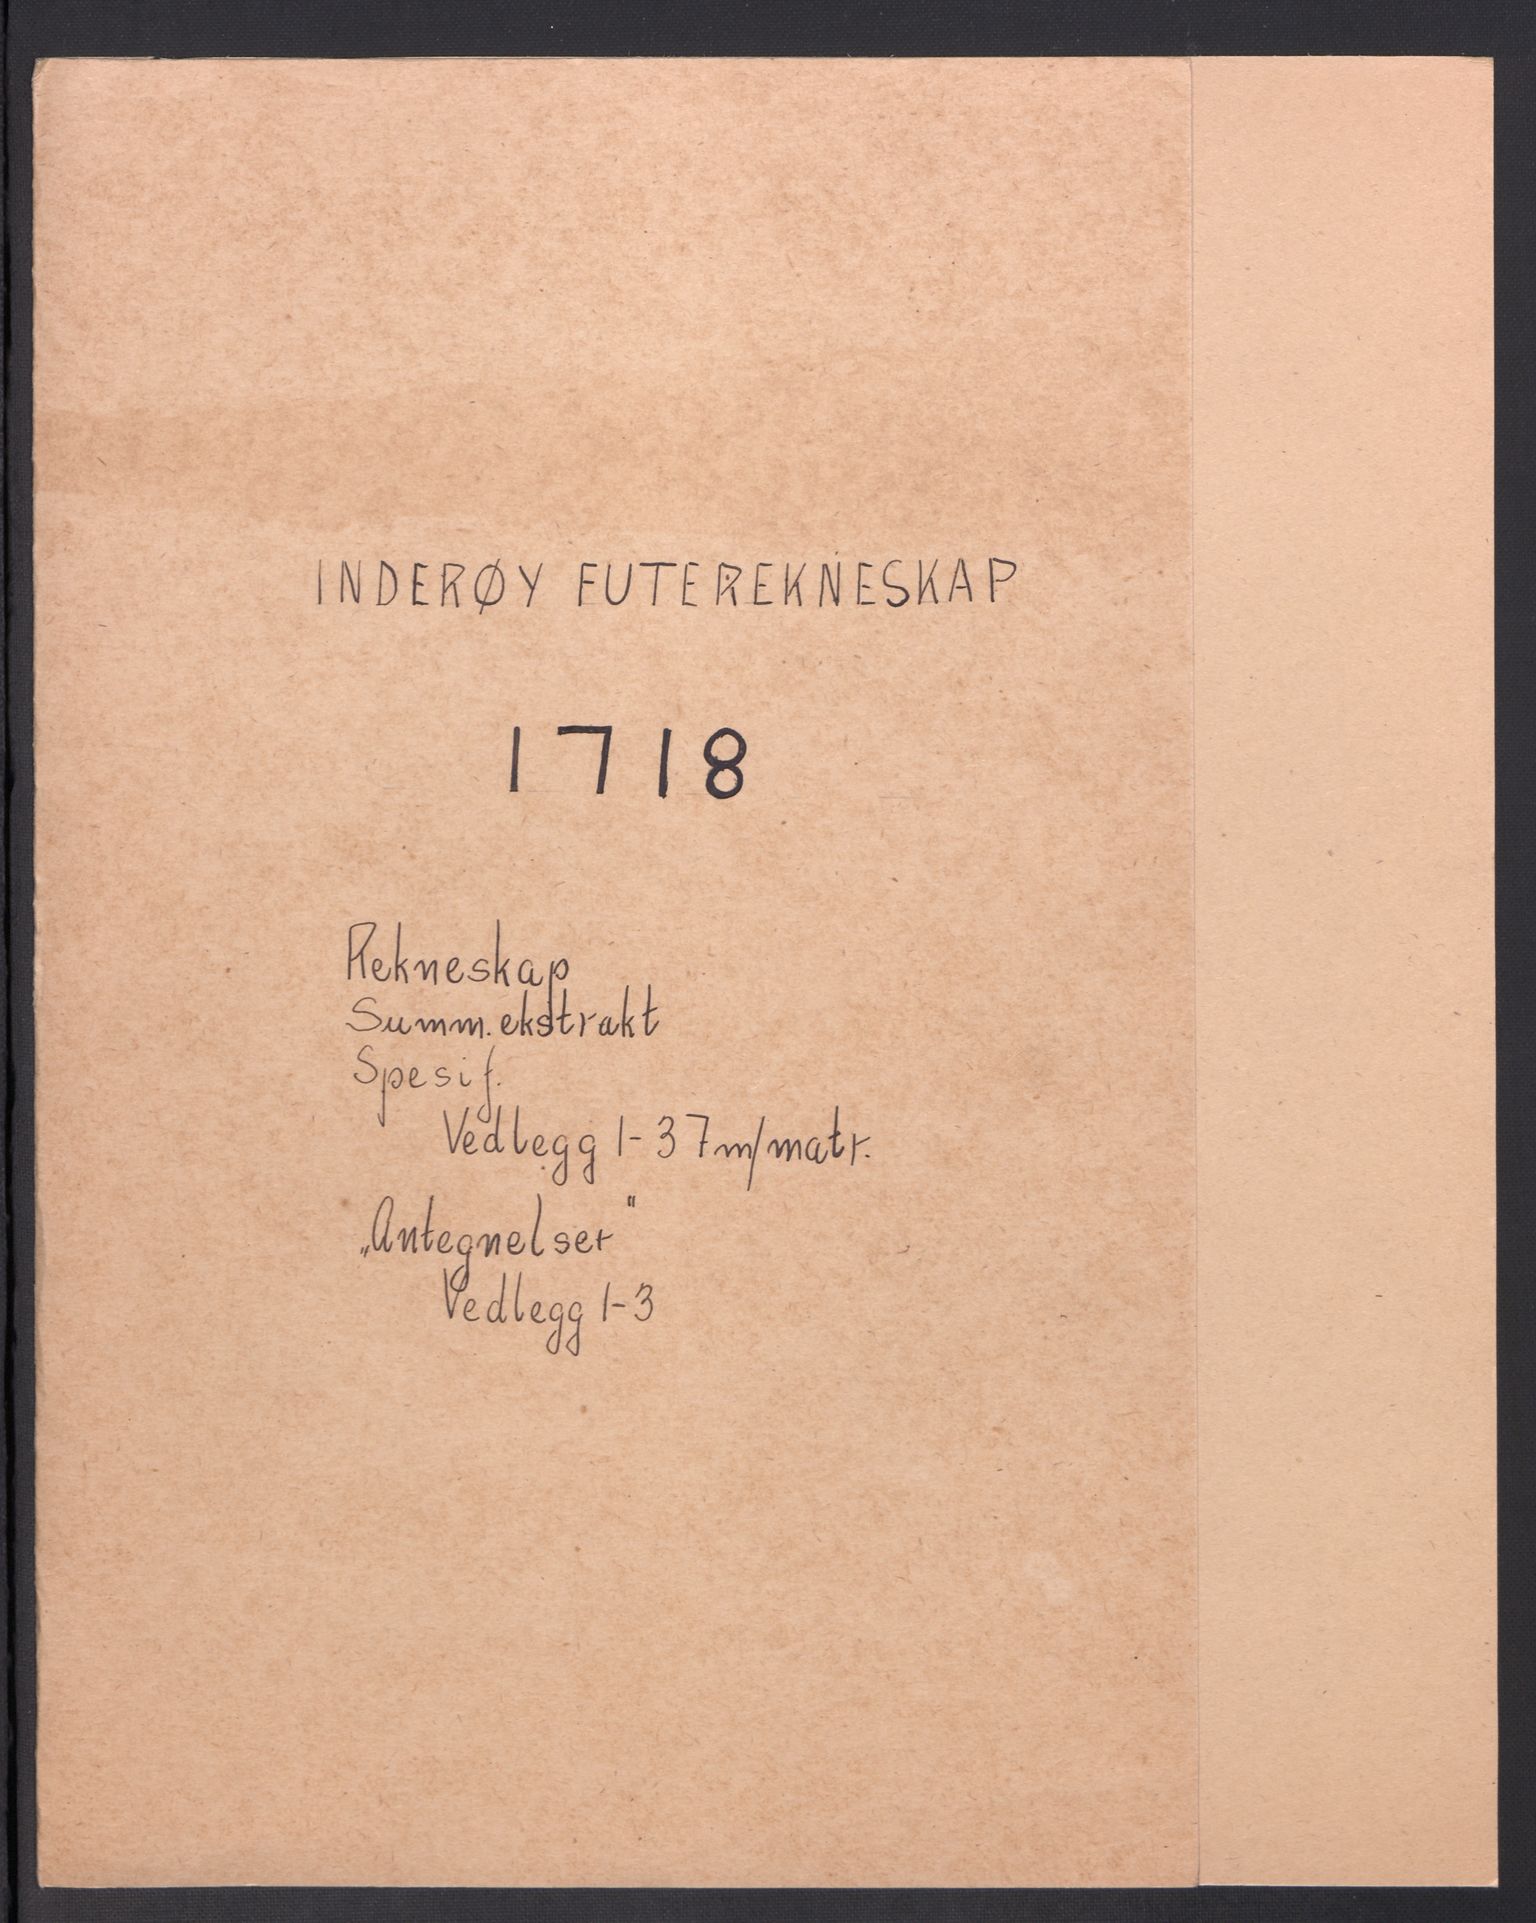 INDERØY FUTEREKNESKAP
1718
Rekneskap
Summ. ekstrakt
Spesif.
Vedlegg 1-37 m/matr.
„Antegnelser"
Vedlegg 1-3